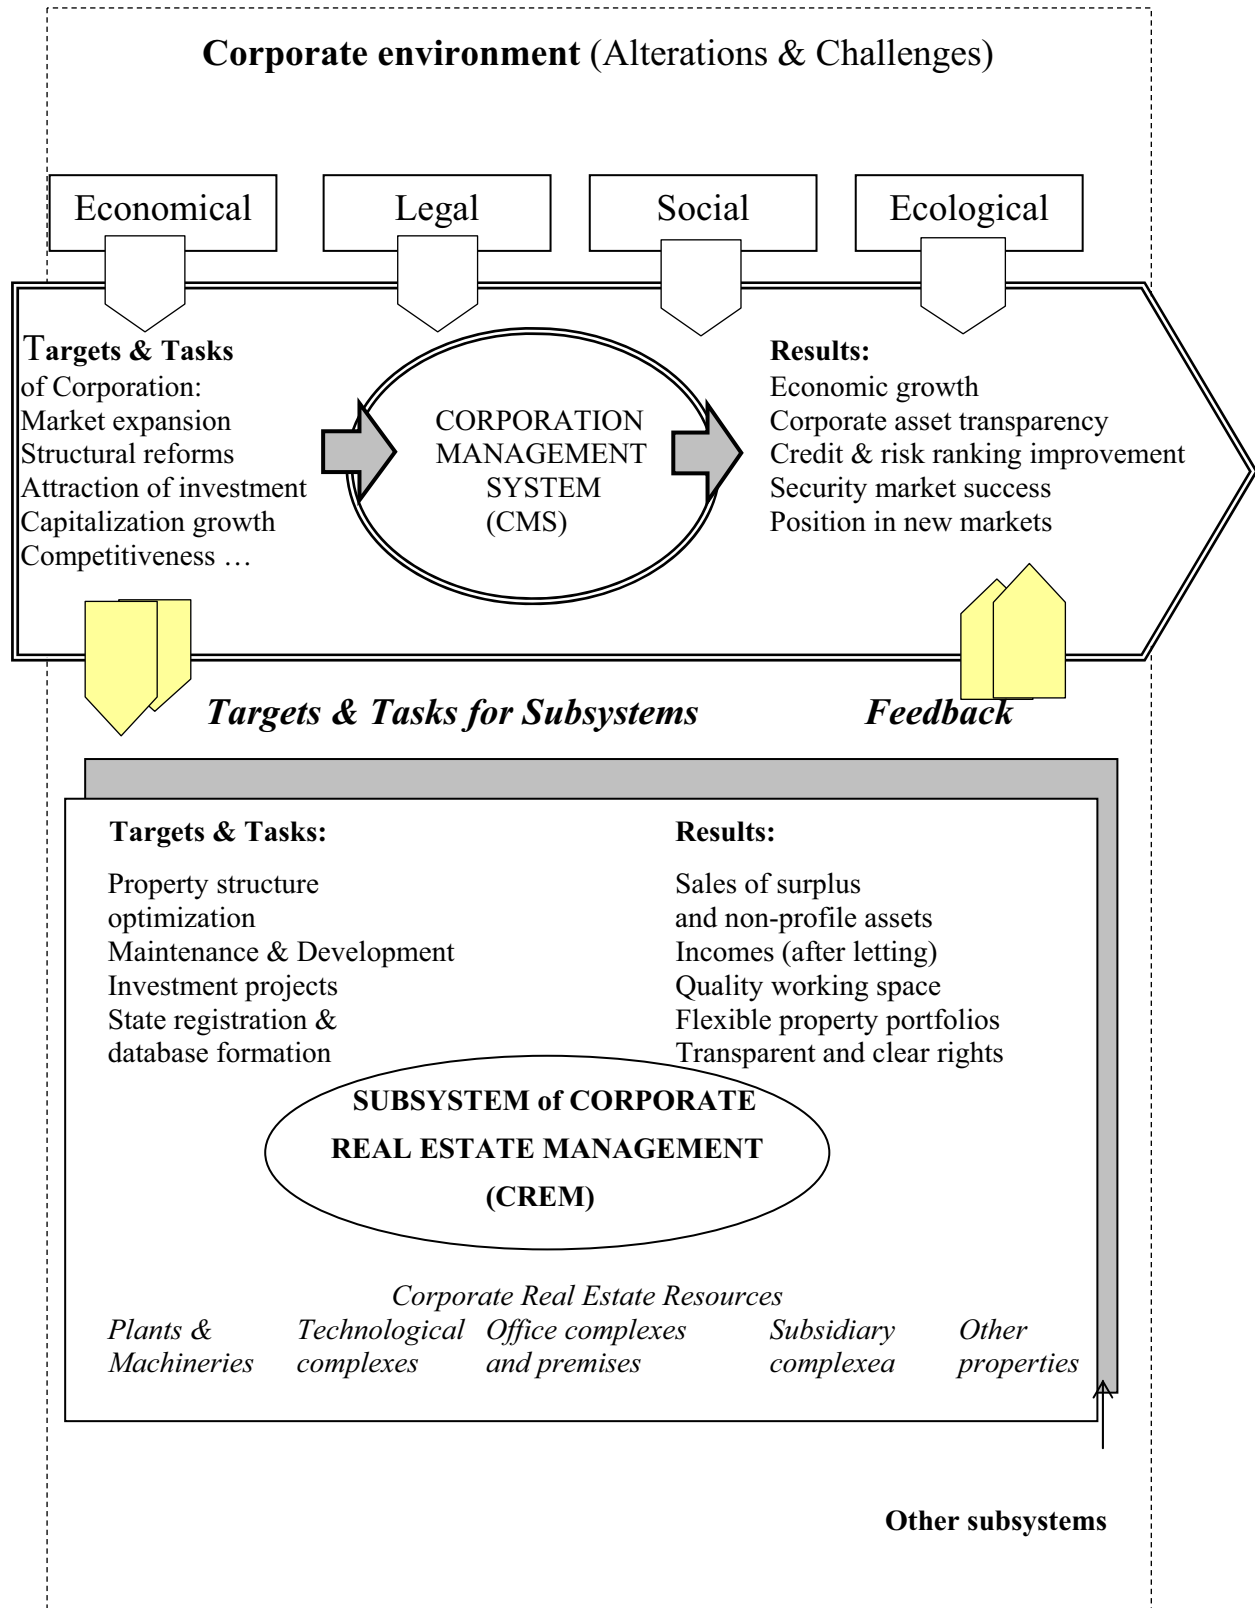 Corporate environment (Alterations & Challenges)
Economical
Legal
Social
Ecological
Targets & Tasks
of Corporation:
Market expansion
Structural reforms
Attraction of investment
Capitalization growth
Competitiveness …
CORPORATION
MANAGEMENT
SYSTEM
(CMS)
Results:
Economic growth
Corporate asset transparency
Credit & risk ranking improvement
Security market success
Position in new markets
Targets & Tasks for Subsystems
Feedback
Targets & Tasks:
Property structure
optimization
Maintenance & Development
Investment projects
State registration &
database formation
Results:
Sales of surplus
and non-profile assets
Incomes (after letting)
Quality working space
Flexible property portfolios
Transparent and clear rights
SUBSYSTEM of CORPORATE
REAL ESTATE MANAGEMENT
(CREM)
Corporate Real Estate Resources
Plants &
Machineries
Technological
complexes
Office complexes
and premises
Subsidiary
complexea
Other
properties
Other subsystems